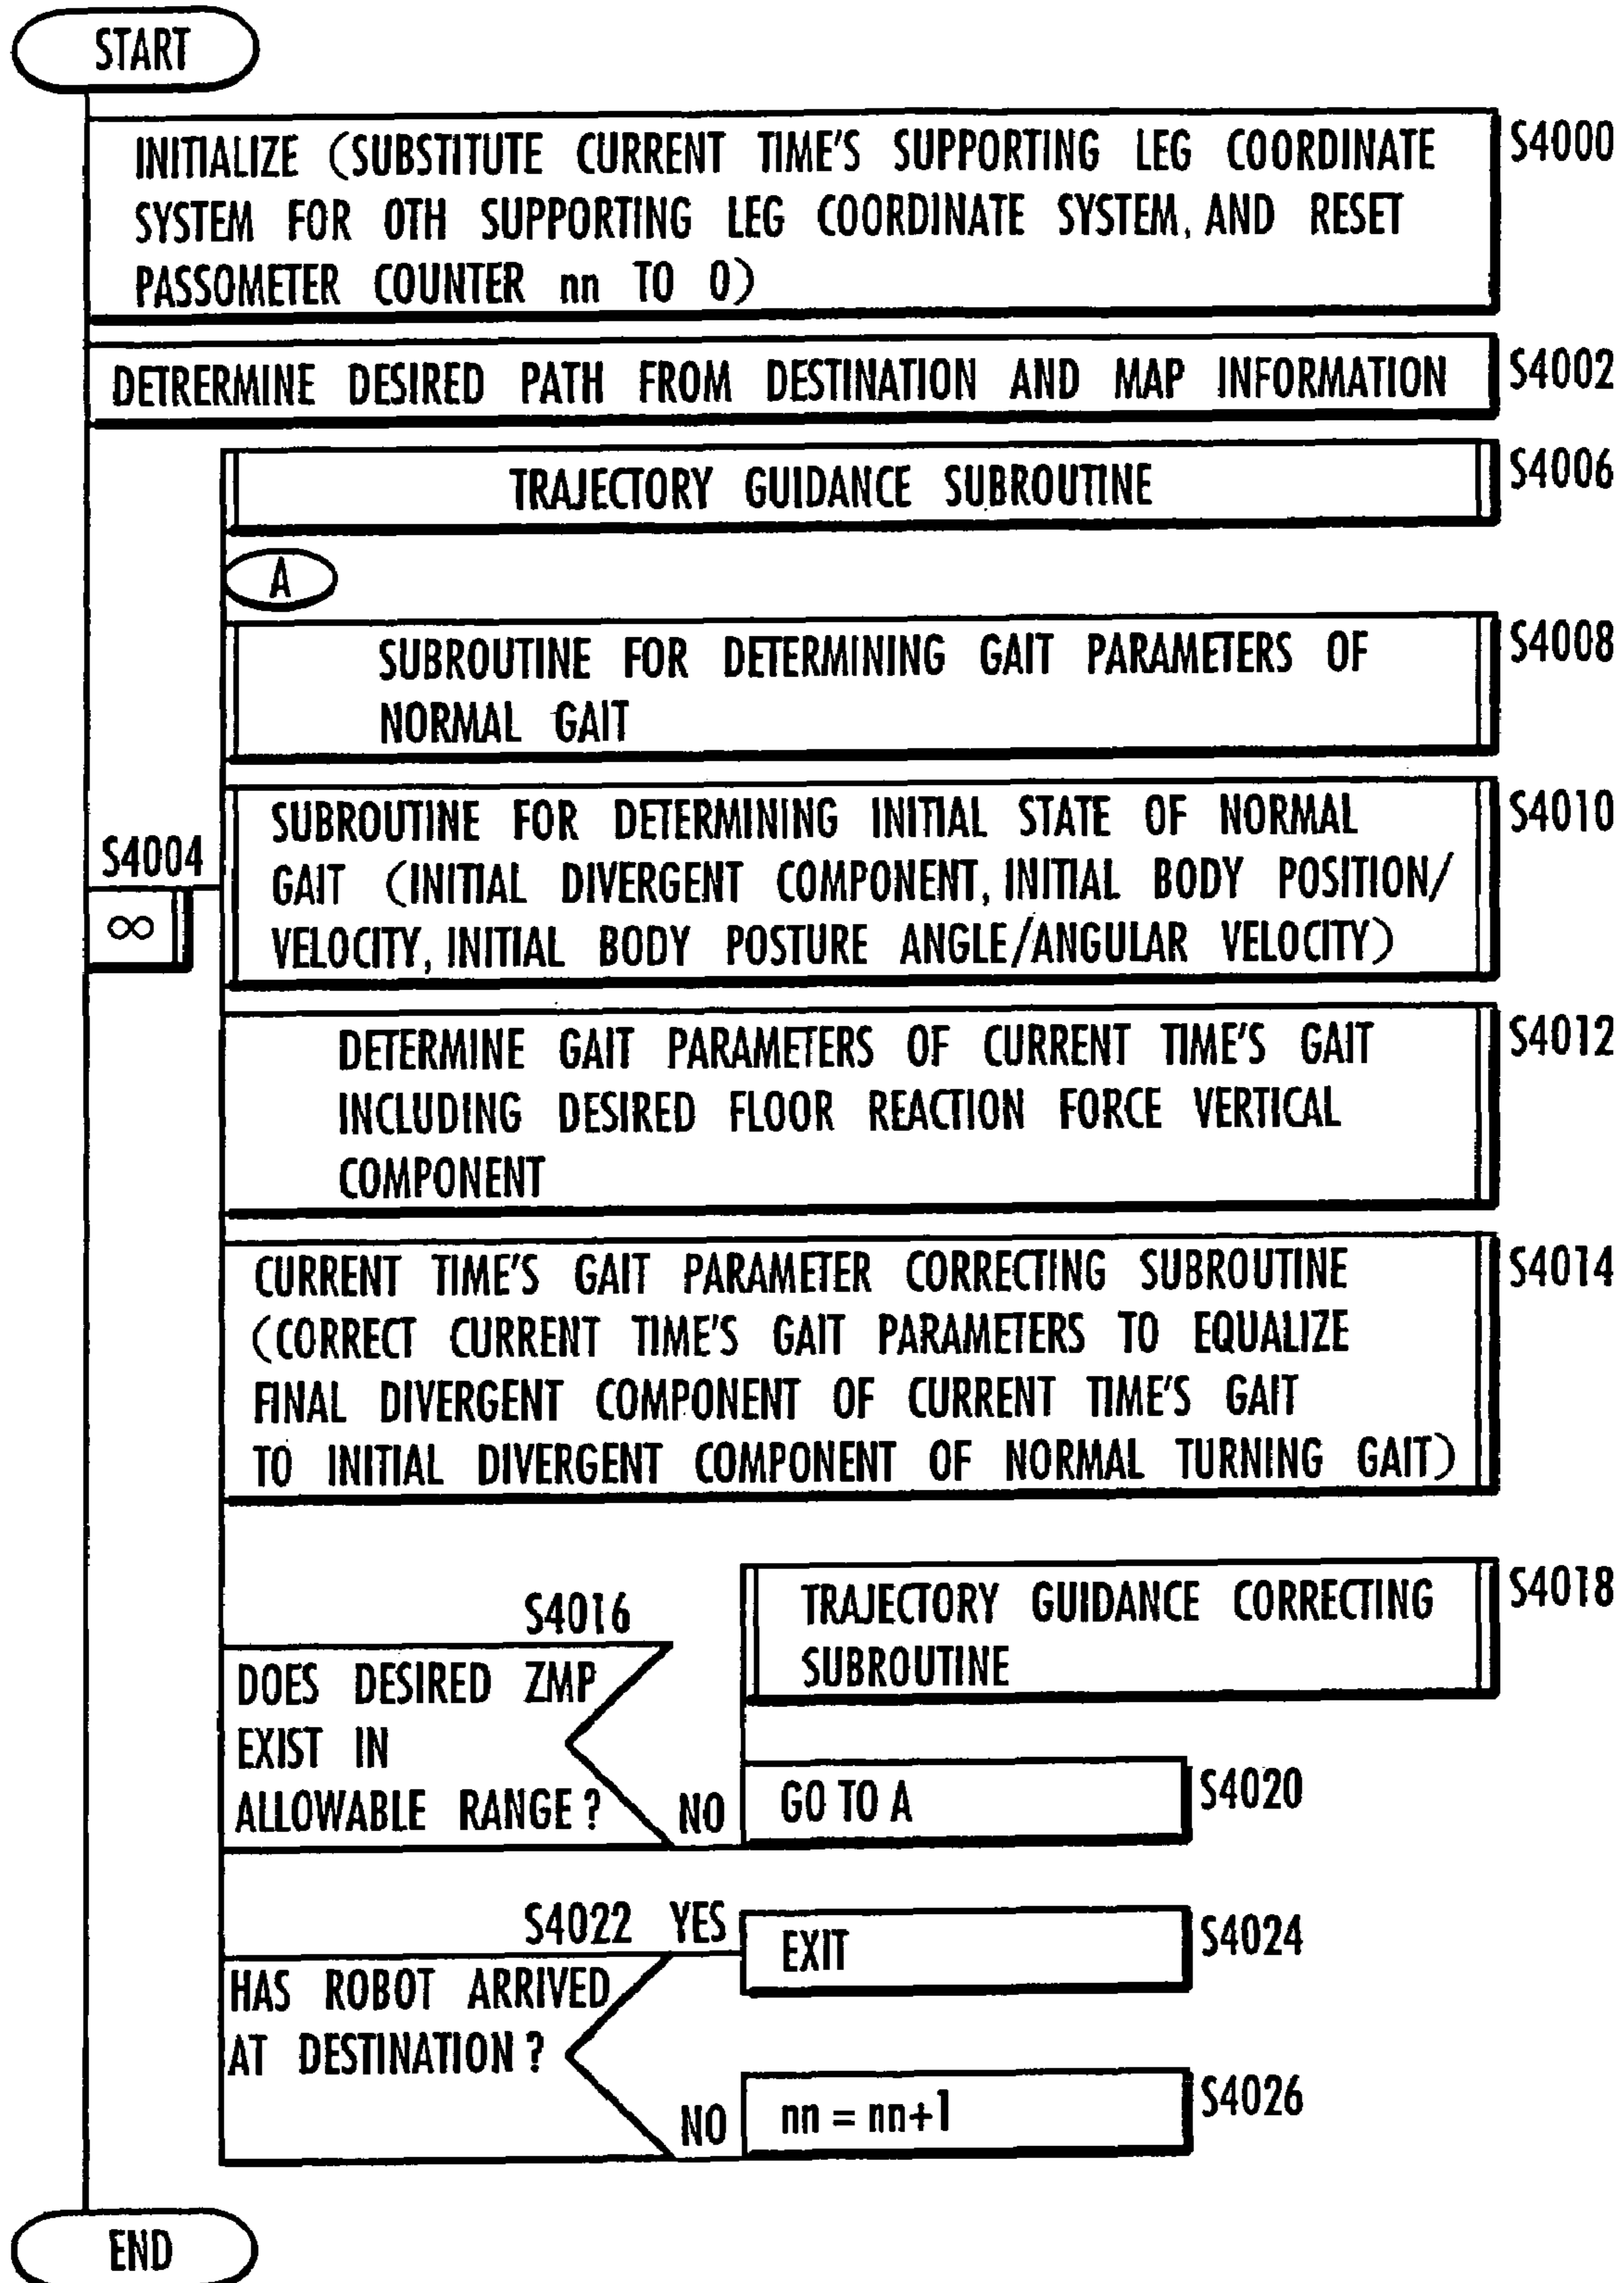 START
INITIALIZE (SUBSTITUTE CURRENT TIME'S SUPPORTING LEG COORDINATE
SYSTEM FOR 0TH SUPPORTING LEG COORDINATE SYSTEM, AND RESET
PASSOMETER COUNTER nn TO 0)
S4000
DETRERMINE DESIRED PATH FROM DESTINATION AND MAP INFORMATION
S4002
TRAJECTORY GUIDANCE SUBROUTINE
S4006
A
SUBROUTINE FOR DETERMINING GAIT PARAMETERS OF
NORMAL GAIT
S4008
S4004
∞
SUBROUTINE FOR DETERMINING INITIAL STATE OF NORMAL
GAIT (INITIAL DIVERGENT COMPONENT, INITIAL BODY POSITION/
VELOCITY, INITIAL BODY POSTURE ANGLE/ANGULAR VELOCITY)
S4010
DETERMINE GAIT PARAMETERS OF CURRENT TIME'S GAIT
INCLUDING DESIRED FLOOR REACTION FORCE VERTICAL
COMPONENT
S4012
CURRENT TIME'S GAIT PARAMETER CORRECTING SUBROUTINE
(CORRECT CURRENT TIME'S GAIT PARAMETERS TO EQUALIZE
FINAL DIVERGENT COMPONENT OF CURRENT TIME'S GAIT
TO INITIAL DIVERGENT COMPONENT OF NORMAL TURNING GAIT)
S4014
S4016
DOES DESIRED ZMP
EXIST IN
ALLOWABLE RANGE?
NO
TRAJECTORY GUIDANCE CORRECTING
SUBROUTINE
S4018
GO TO A
S4020
S4022
HAS ROBOT ARRIVED
AT DESTINATION?
YES
EXIT
S4024
NO
nn = nn+1
S4026
END